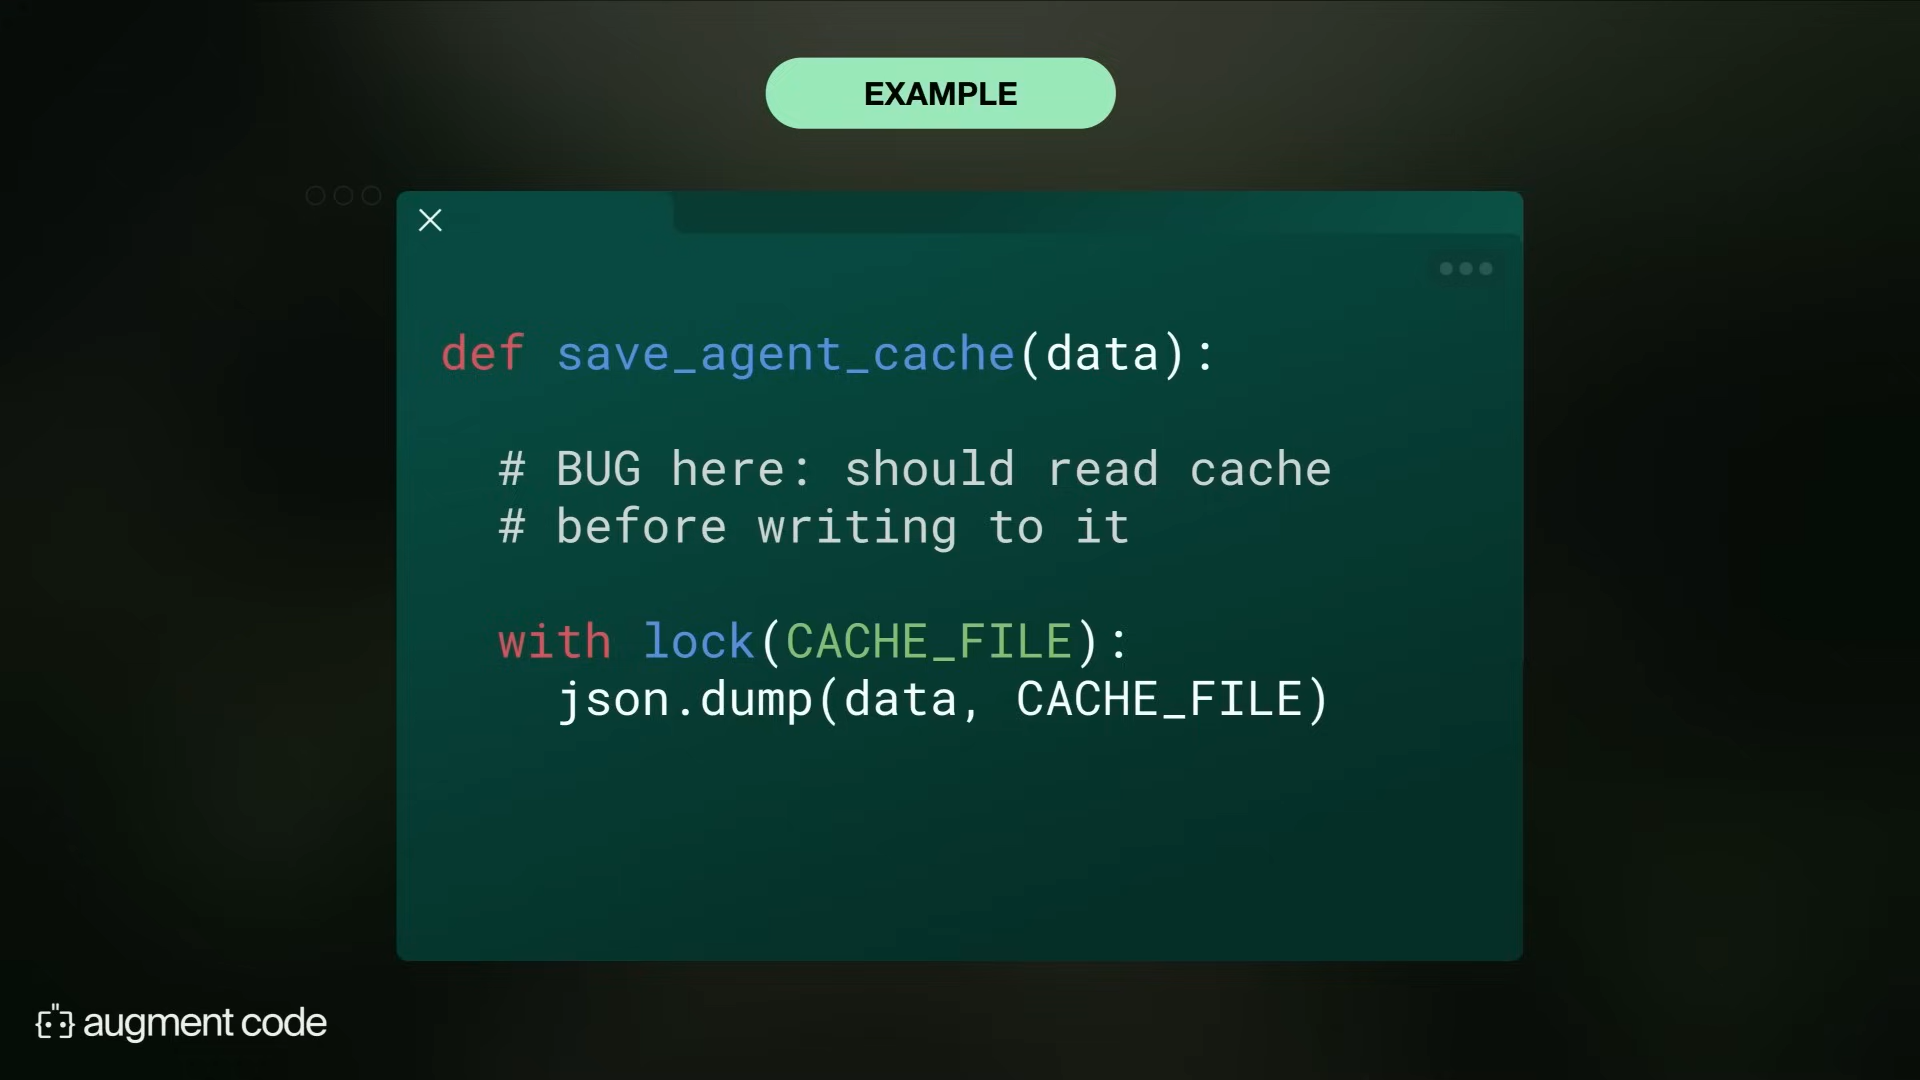 EXAMPLE
def save_agent_cache(data):
# BUG here: should read cache
# before writing to it
with lock(CACHE_FILE):
json.dump(data, CACHE_FILE)
augment code